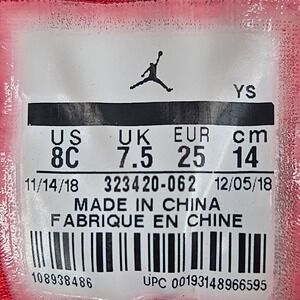 YS
US UK EUR cm
8C 7.5 25 14
11/14/18 323420-062 12/05/18
MADE IN CHINA
FABRIQUE EN CHINE
108938486 UPC 00193148966595